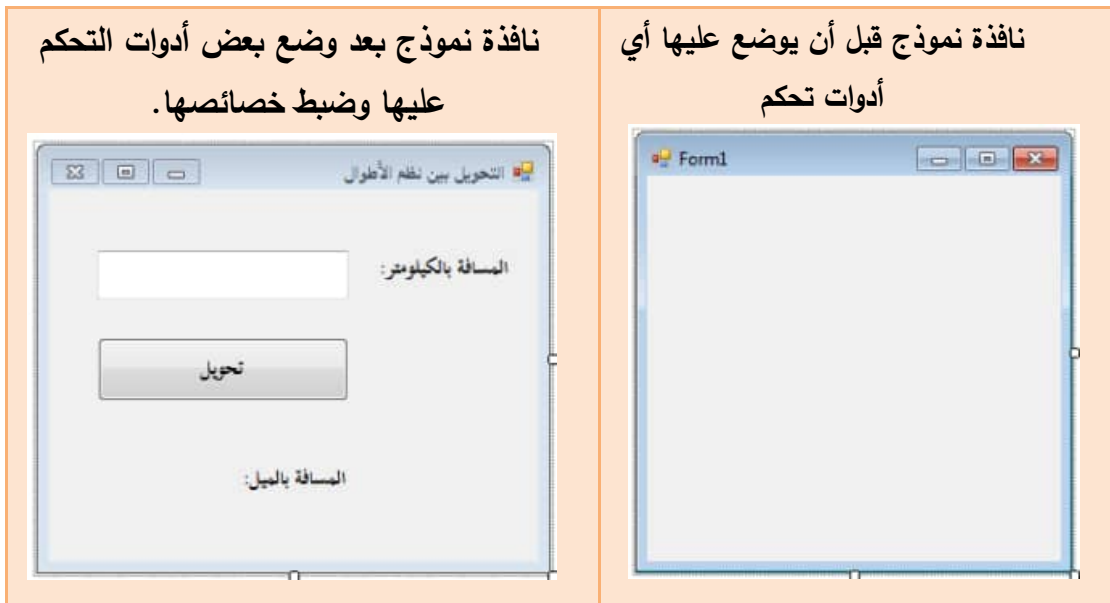 نافذة نموذج قبل أن يوضع عليها أي
أدوات تحكم
Form1
نافذة نموذج بعد وضع بعض أدوات التحكم
عليها وضبط خصائصها.
التحويل بين نظم الأطوال
المسافة بالكيلومتر:
تحويل
المسافة بالميل: